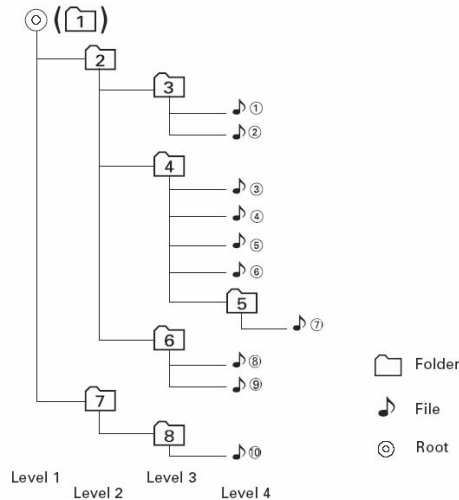 ( 1 )
2
3
①
②
4
③
④
⑤
⑥
5
⑦
6
⑧
⑨
7
8
⑩
Folder
File
Root
Level 1
Level 2
Level 3
Level 4